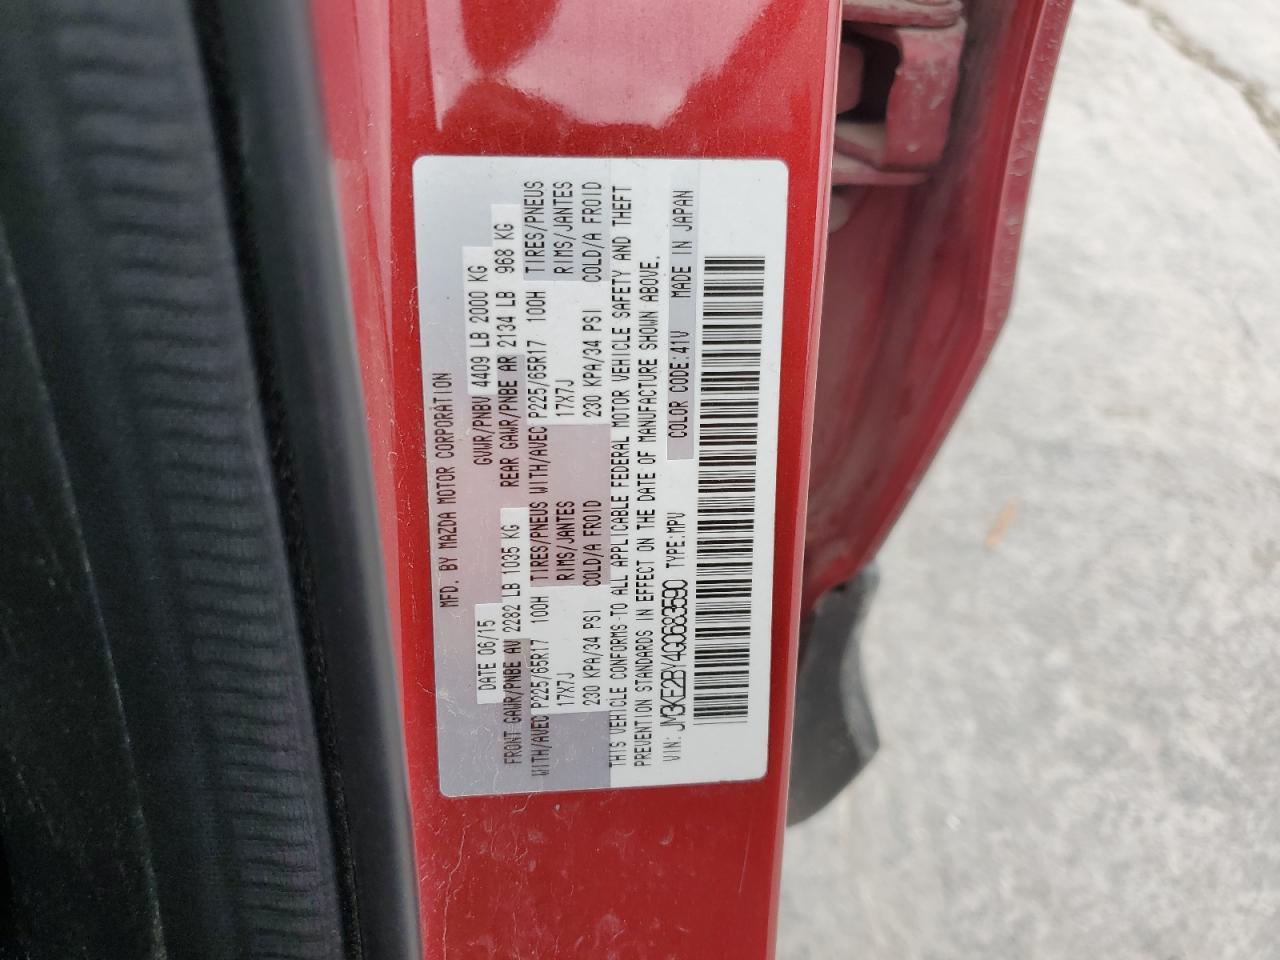 MFD. BY MAZDA MOTOR CORPORATION
DATE 06/15 GVWR/PNBV 4409 LB 2000 KG
FRONT GAWR/PNBE AV 2282 LB 1035 KG REAR GAWR/PNBE AR 2134 LB 968 KG
WITH/AVEC P225/65R17 100H TIRES/PNEUS WITH/AVEC P225/65R17 100H TIRES/PNEUS
17X7J RIMS/JANTES 17X7J RIMS/JANTES
230 KPA/34 PSI COLD/A FROID 230 KPA/34 PSI COLD/A FROID
THIS VEHICLE CONFORMS TO ALL APPLICABLE FEDERAL MOTOR VEHICLE SAFETY AND THEFT
PREVENTION STANDARDS IN EFFECT ON THE DATE OF MANUFACTURE SHOWN ABOVE.
VIN: JM3KE2BY4G0683590 TYPE:MPV COLOR CODE:41V MADE IN JAPAN